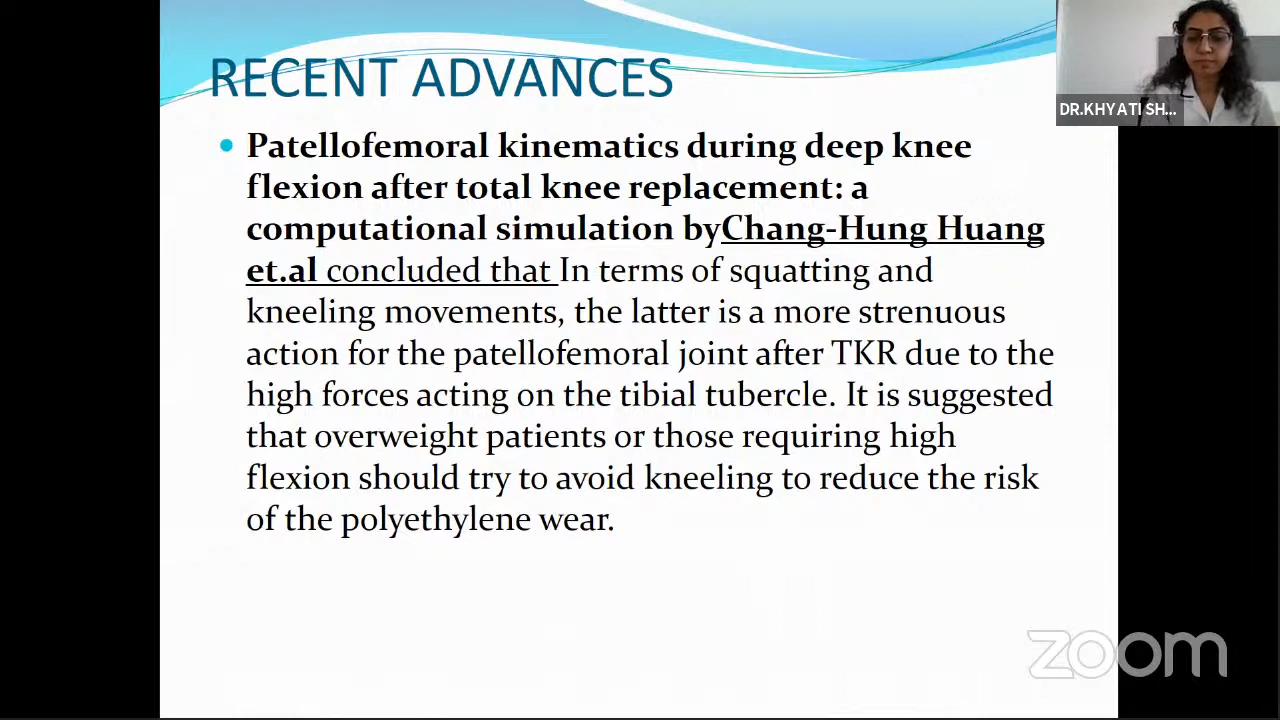 RECENT ADVANCES
DR.KHYATI SH...
• Patellofemoral kinematics during deep knee
flexion after total knee replacement: a
computational simulation byChang-Hung Huang
et.al concluded that In terms of squatting and
kneeling movements, the latter is a more strenuous
action for the patellofemoral joint after TKR due to the
high forces acting on the tibial tubercle. It is suggested
that overweight patients or those requiring high
flexion should try to avoid kneeling to reduce the risk
of the polyethylene wear.
zoom